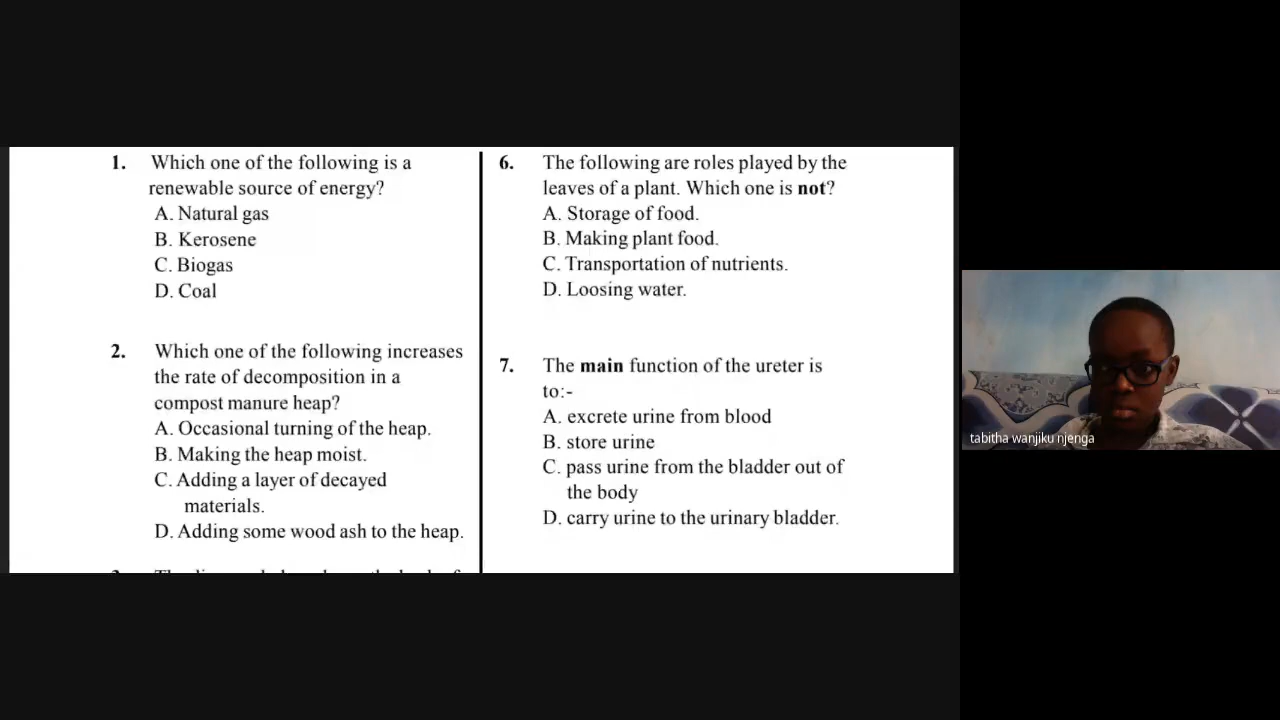 1. Which one of the following is a
renewable source of energy?
A. Natural gas
B. Kerosene
C. Biogas
D. Coal
2. Which one of the following increases
the rate of decomposition in a
compost manure heap?
A. Occasional turning of the heap.
B. Making the heap moist.
C. Adding a layer of decayed
materials.
D. Adding some wood ash to the heap.
6. The following are roles played by the
leaves of a plant. Which one is not?
A. Storage of food.
B. Making plant food.
C. Transportation of nutrients.
D. Loosing water.
7. The main function of the ureter is
to:-
A. excrete urine from blood
B. store urine
C. pass urine from the bladder out of
the body
D. carry urine to the urinary bladder.
tabitha wanjiku njenga